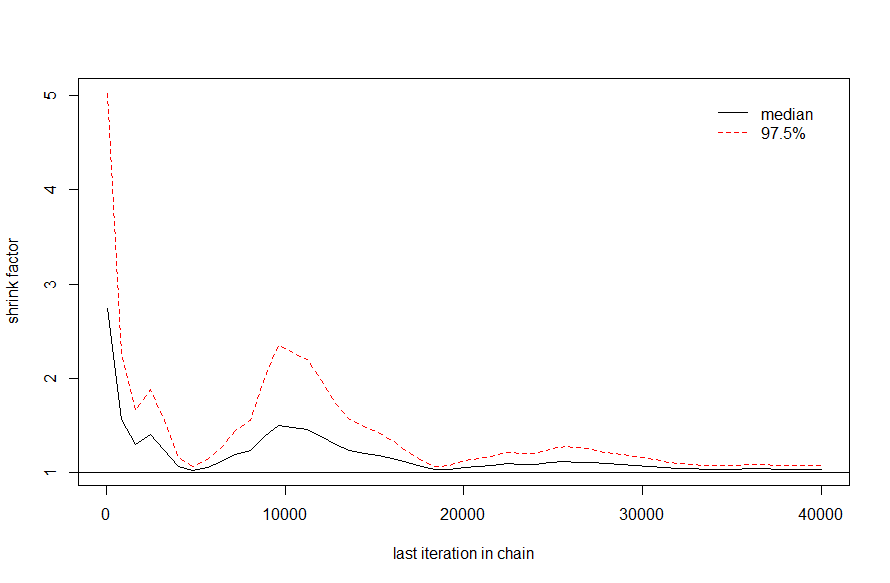 median
97.5%
5
4
3
2
1
shrink factor
0 10000 20000 30000 40000
last iteration in chain